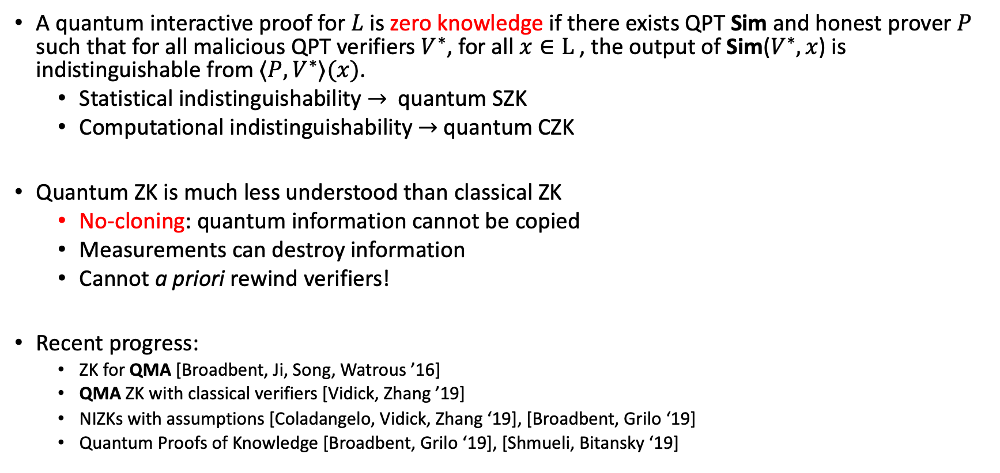 • A quantum interactive proof for L is zero knowledge if there exists QPT Sim and honest prover P
such that for all malicious QPT verifiers V*, for all x ∈ L , the output of Sim(V*, x) is
indistinguishable from ⟨P, V*⟩(x).
• Statistical indistinguishability → quantum SZK
• Computational indistinguishability → quantum CZK
• Quantum ZK is much less understood than classical ZK
• No-cloning: quantum information cannot be copied
• Measurements can destroy information
• Cannot a priori rewind verifiers!
• Recent progress:
• ZK for QMA [Broadbent, Ji, Song, Watrous ’16]
• QMA ZK with classical verifiers [Vidick, Zhang ’19]
• NIZKs with assumptions [Coladangelo, Vidick, Zhang ‘19], [Broadbent, Grilo ‘19]
• Quantum Proofs of Knowledge [Broadbent, Grilo ‘19], [Shmueli, Bitansky ‘19]